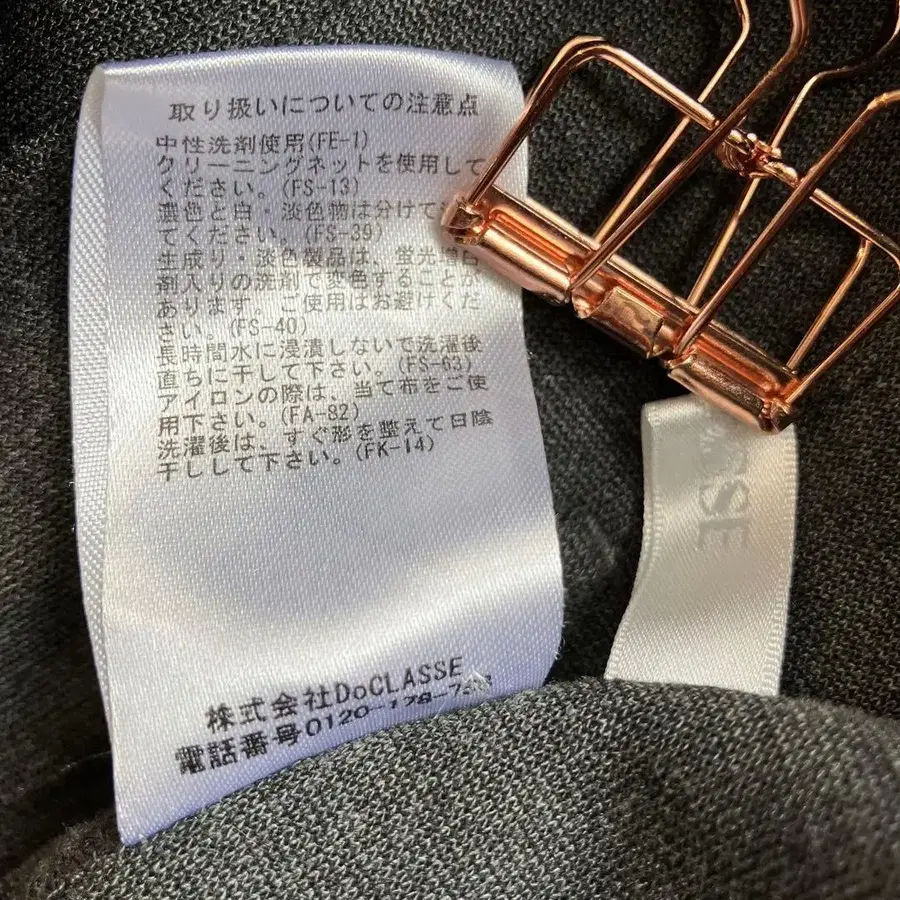 取り扱いについての注意点
中性洗剤使用(FE-1)
クリーニングネットを使用して
ください。(FS-13)
濃色と白・淡色物は分けて
てください。(FS-39)
生成り・淡色製品は、蛍光増白
剤入りの洗剤で変色することが
あります。ご使用はお避けくだ
さい。(FS-40)
長時間水に浸漬しないで洗濯後
直ちに干して下さい。(FS-63)
アイロンの際は、当て布をご使
用下さい。(FA-82)
洗濯後は、すぐ形を整えて日陰
干しして下さい。(FK-14)
株式会社DoCLASSE
電話番号0120-178-7
SSE